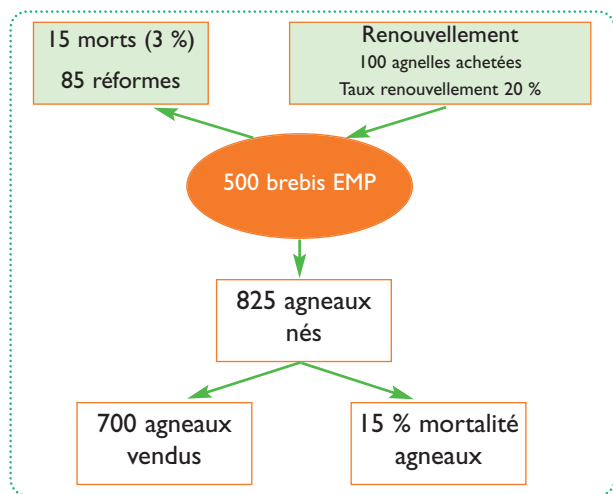 15 morts (3 %)
85 réformes
Renouvellement
100 agnelles achetées
Taux renouvellement 20 %
500 brebis EMP
825 agneaux
nés
700 agneaux
vendus
15 % mortalité
agneaux